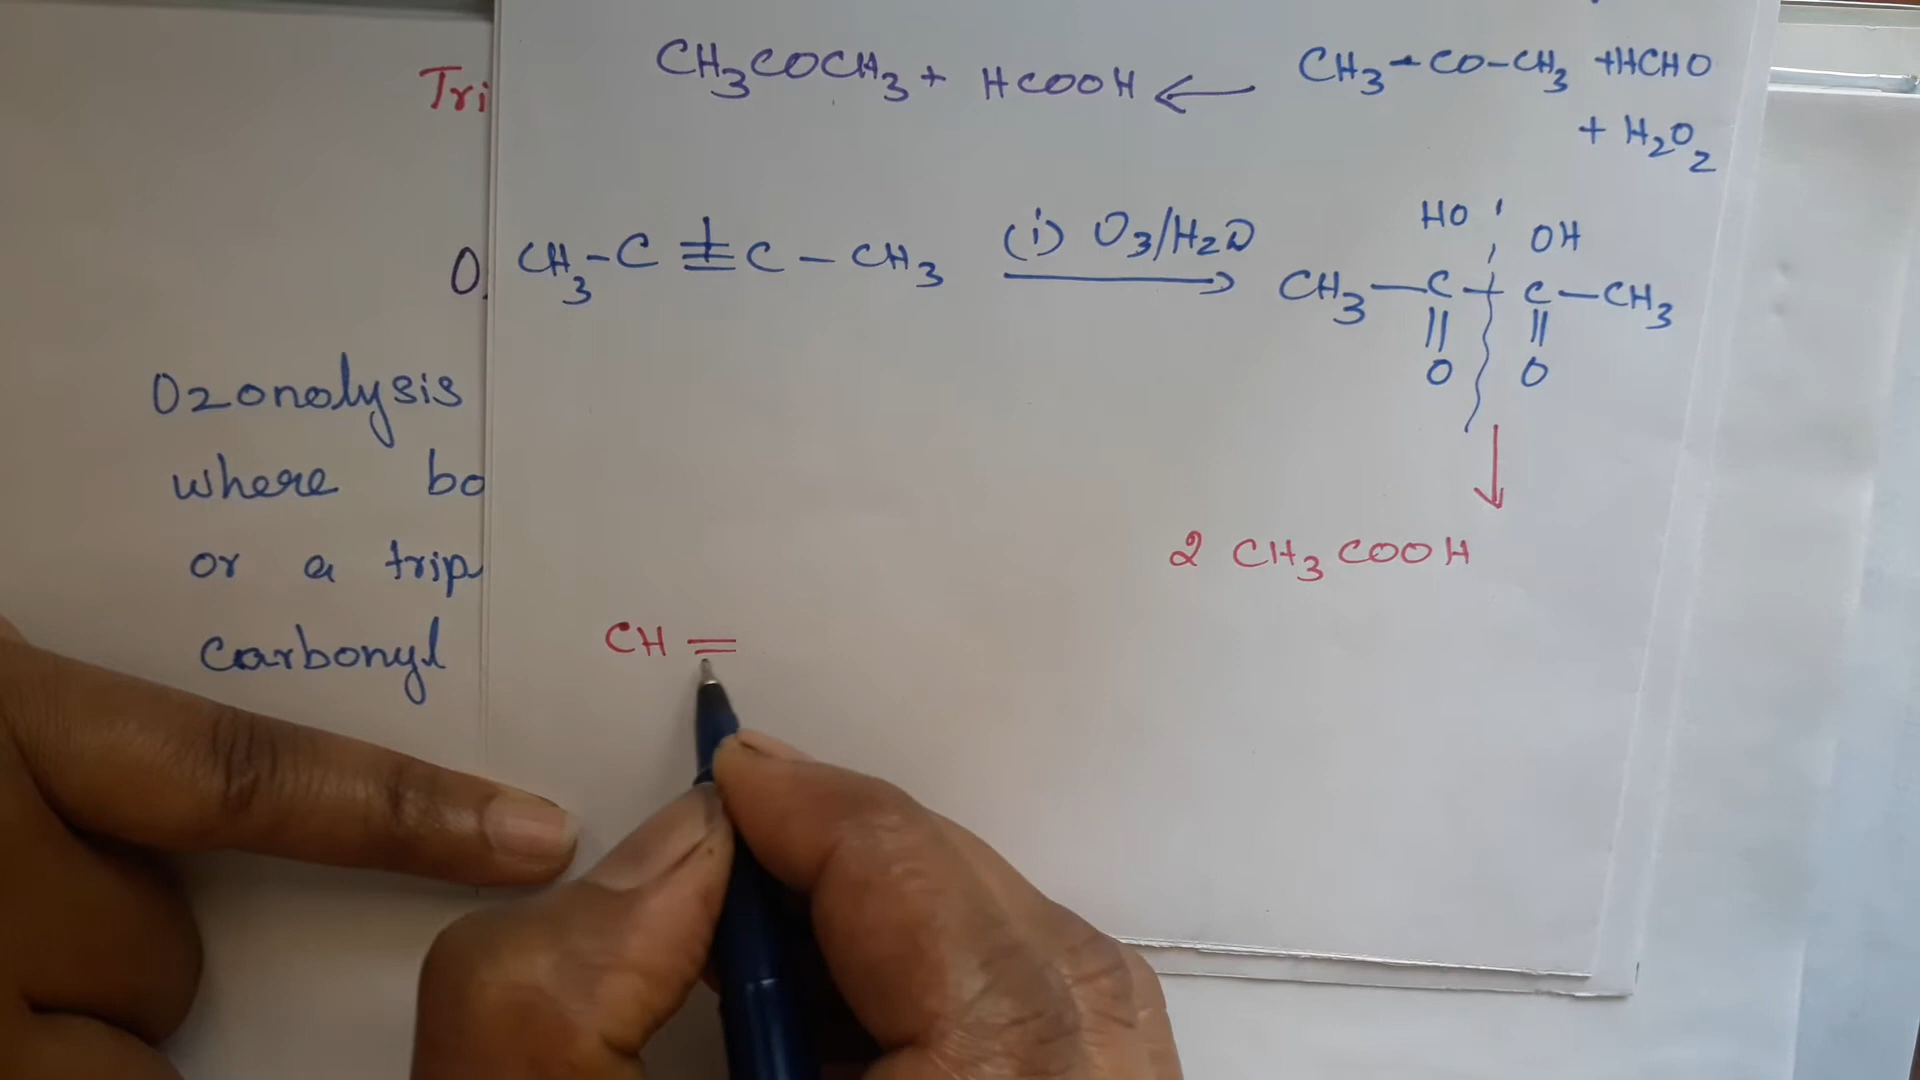 CH3COCH3 + HCOOH ← CH3-CO-CH3 + HCHO
+ H2O2
Tri
HO OH
CH3-C≡C-CH3 (i) O3/H2O → CH3-C-C-CH3
|| ||
O O
Ozonolysis
where bo
or a trip
carbonyl
↓
2 CH3COOH
CH =